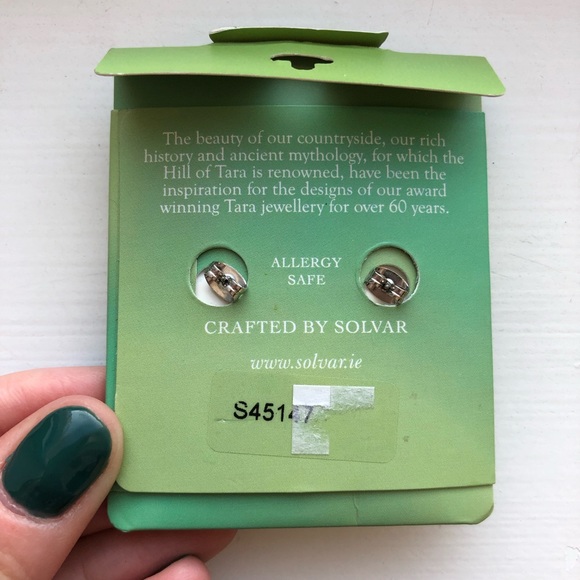 The beauty of our countryside, our rich
history and ancient mythology, for which the
Hill of Tara is renowned, have been the
inspiration for the designs of our award
winning Tara jewellery for over 60 years.
ALLERGY
SAFE
CRAFTED BY SOLVAR
www.solvar.ie
S45147